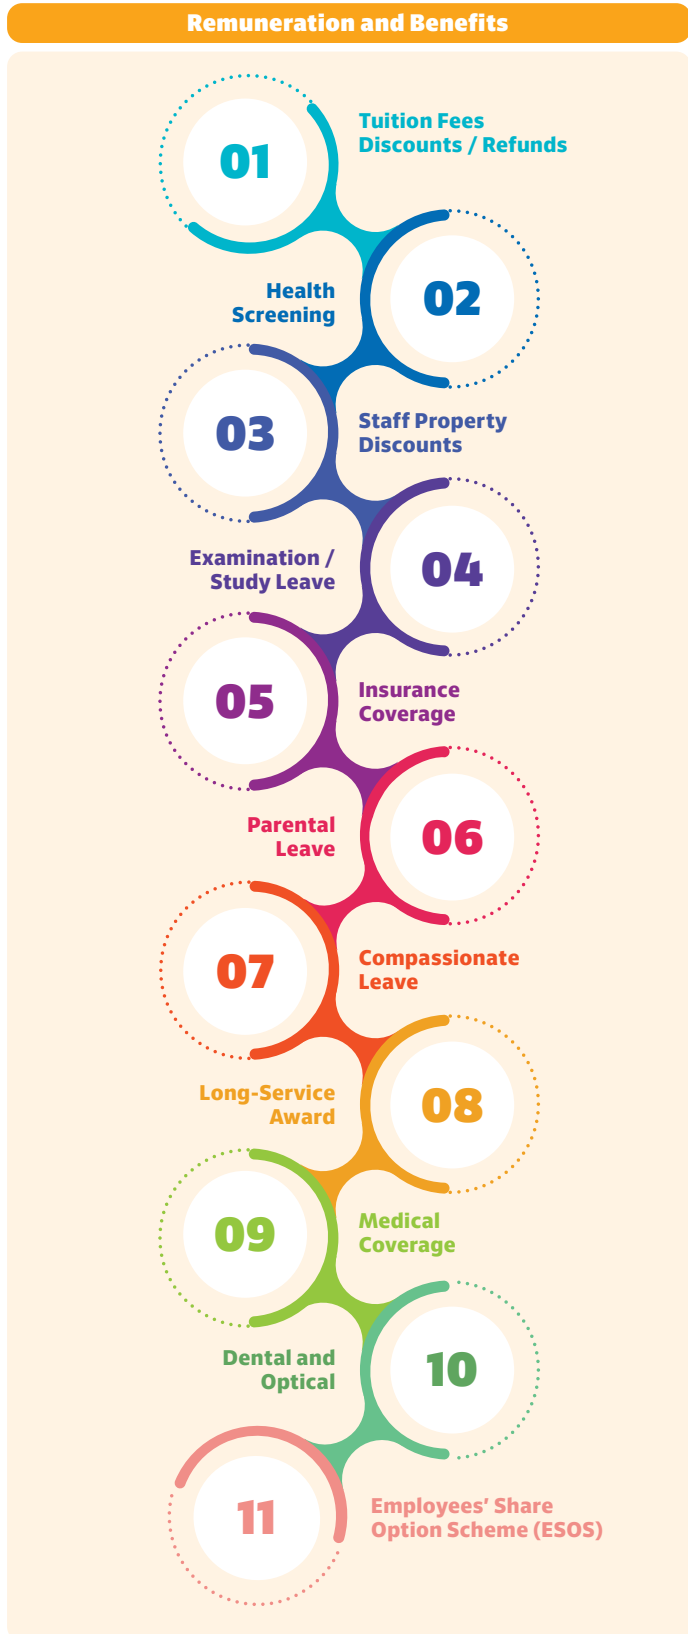 Remuneration and Benefits
01
Tuition Fees
Discounts / Refunds
02
Health
Screening
03
Staff Property
Discounts
04
Examination /
Study Leave
05
Insurance
Coverage
06
Parental
Leave
07
Compassionate
Leave
08
Long-Service
Award
09
Medical
Coverage
10
Dental and
Optical
11
Employees' Share
Option Scheme (ESOS)